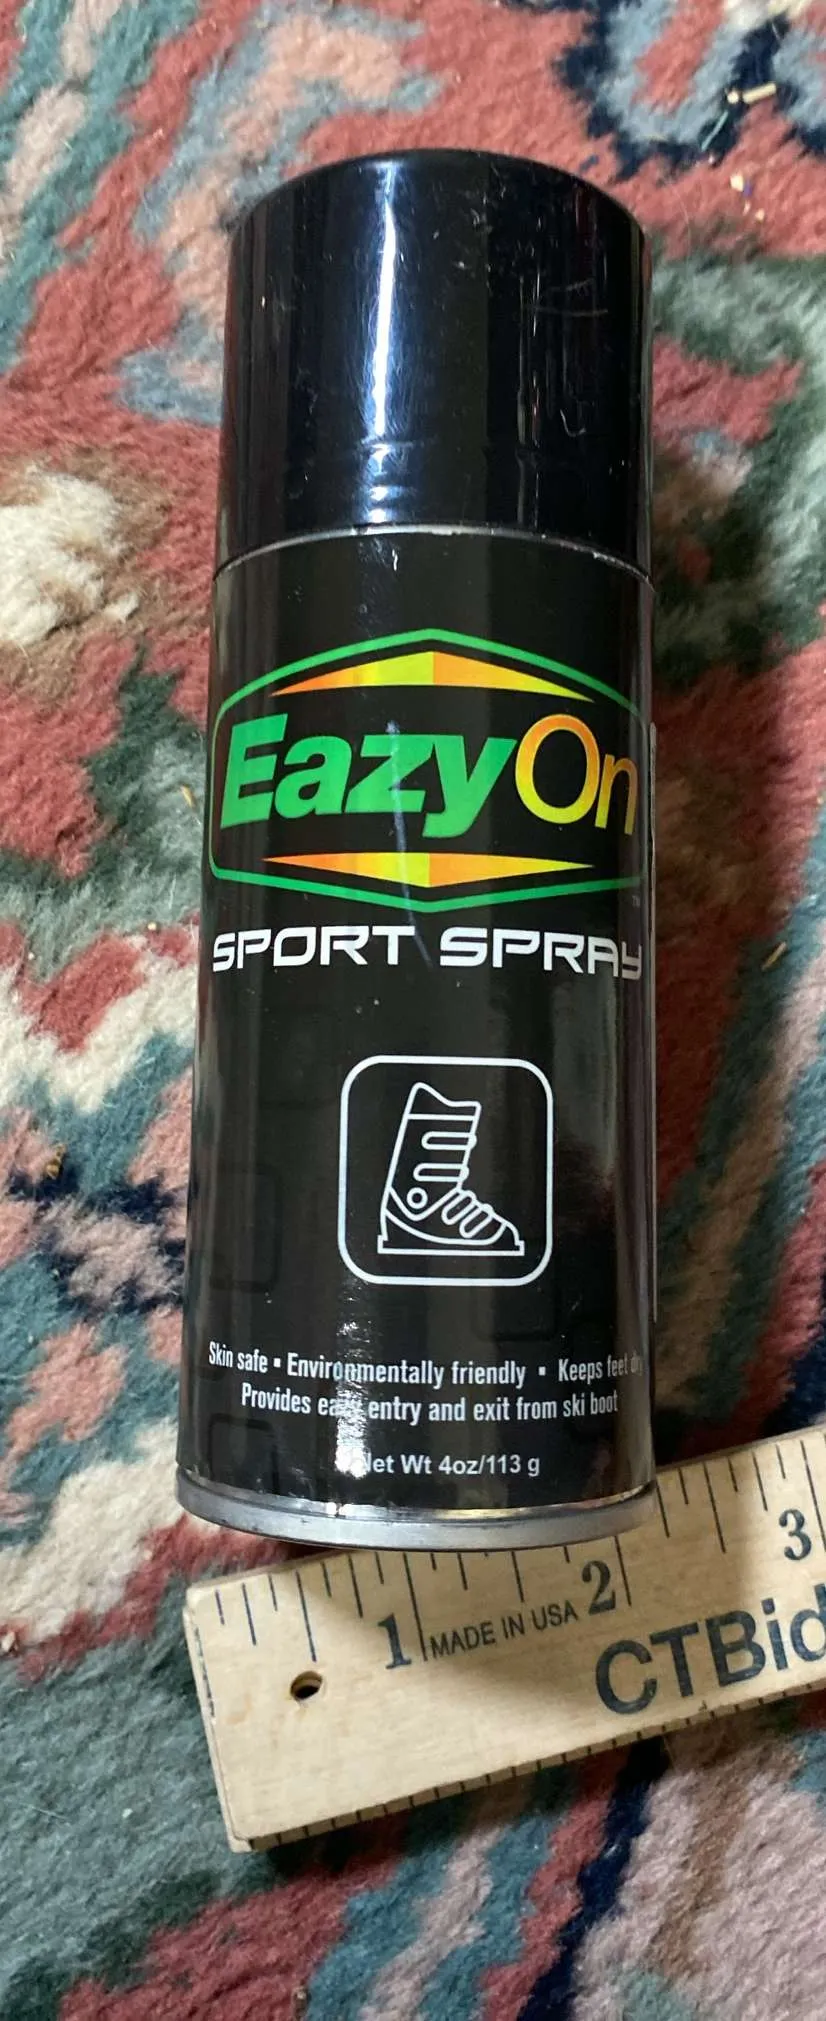 EazyOn
TM
SPORT SPRAY
Skin safe ▪ Environmentally friendly ▪ Keeps feet
Provides easy entry and exit from ski boot
Net Wt 4oz/113 g
1 MADE IN USA 2 3
CTBid